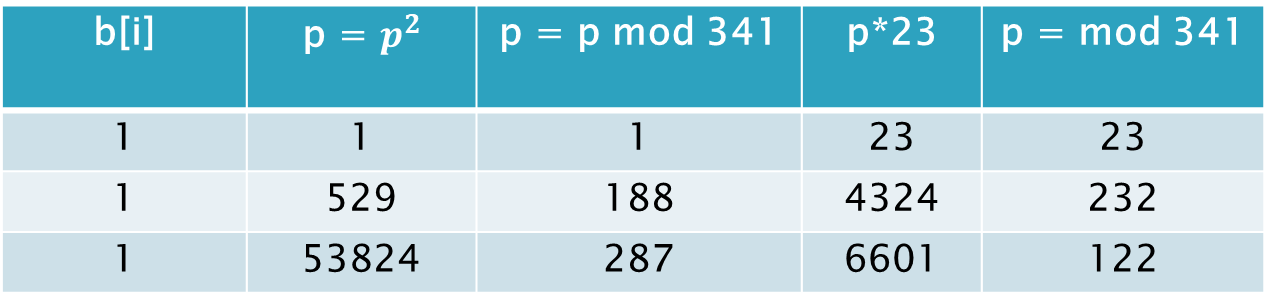 b[i] p = p² p = p mod 341 p*23 p = mod 341
1 1 1 23 23
1 529 188 4324 232
1 53824 287 6601 122